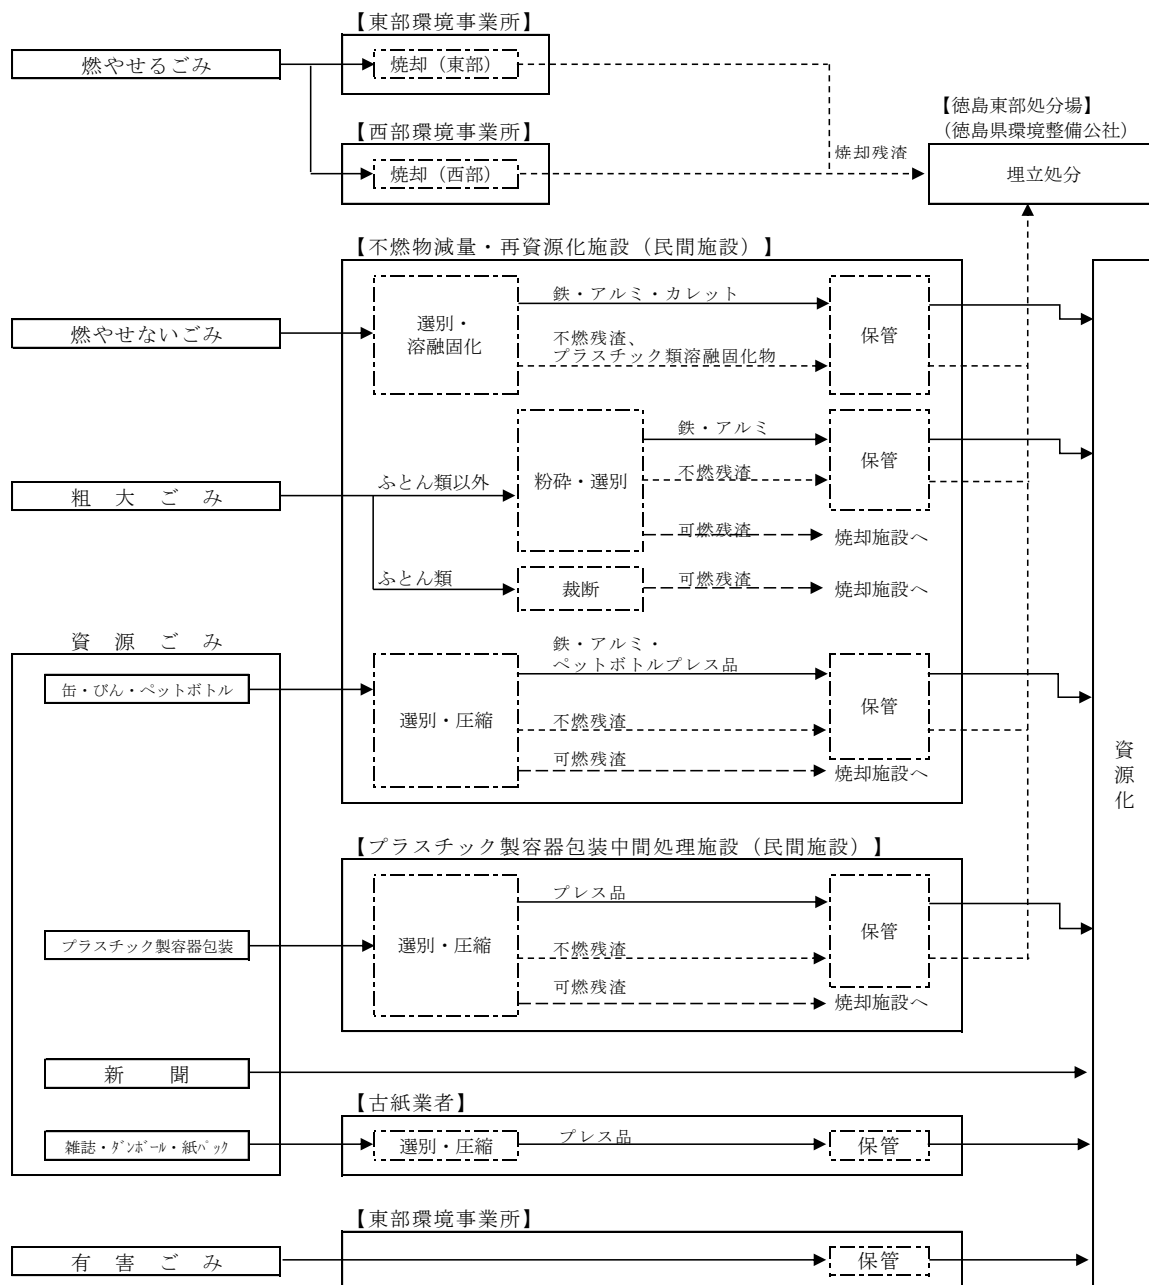 【東部環境事業所】
燃やせるごみ
焼却（東部）
【徳島東部処分場】
（徳島県環境整備公社）
【西部環境事業所】
焼却残渣
焼却（西部）
埋立処分
【不燃物減量・再資源化施設（民間施設）】
鉄・アルミ・カレット
燃やせないごみ
選別・
溶融固化
不燃残渣、
プラスチック類溶融固化物
保管
鉄・アルミ
保管
粗大ごみ
ふとん類以外
粉砕・選別
不燃残渣
可燃残渣
焼却施設へ
ふとん類
裁断
可燃残渣
焼却施設へ
資源ごみ
鉄・アルミ・
ペットボトルプレス品
缶・びん・ペットボトル
選別・圧縮
保管
不燃残渣
可燃残渣
焼却施設へ
資源化
【プラスチック製容器包装中間処理施設（民間施設）】
プレス品
プラスチック製容器包装
選別・圧縮
保管
不燃残渣
可燃残渣
焼却施設へ
新聞
【古紙業者】
雑誌・ﾀﾞﾝﾎﾞｰﾙ・紙ﾊﾟｯｸ
選別・圧縮
プレス品
保管
【東部環境事業所】
有害ごみ
保管